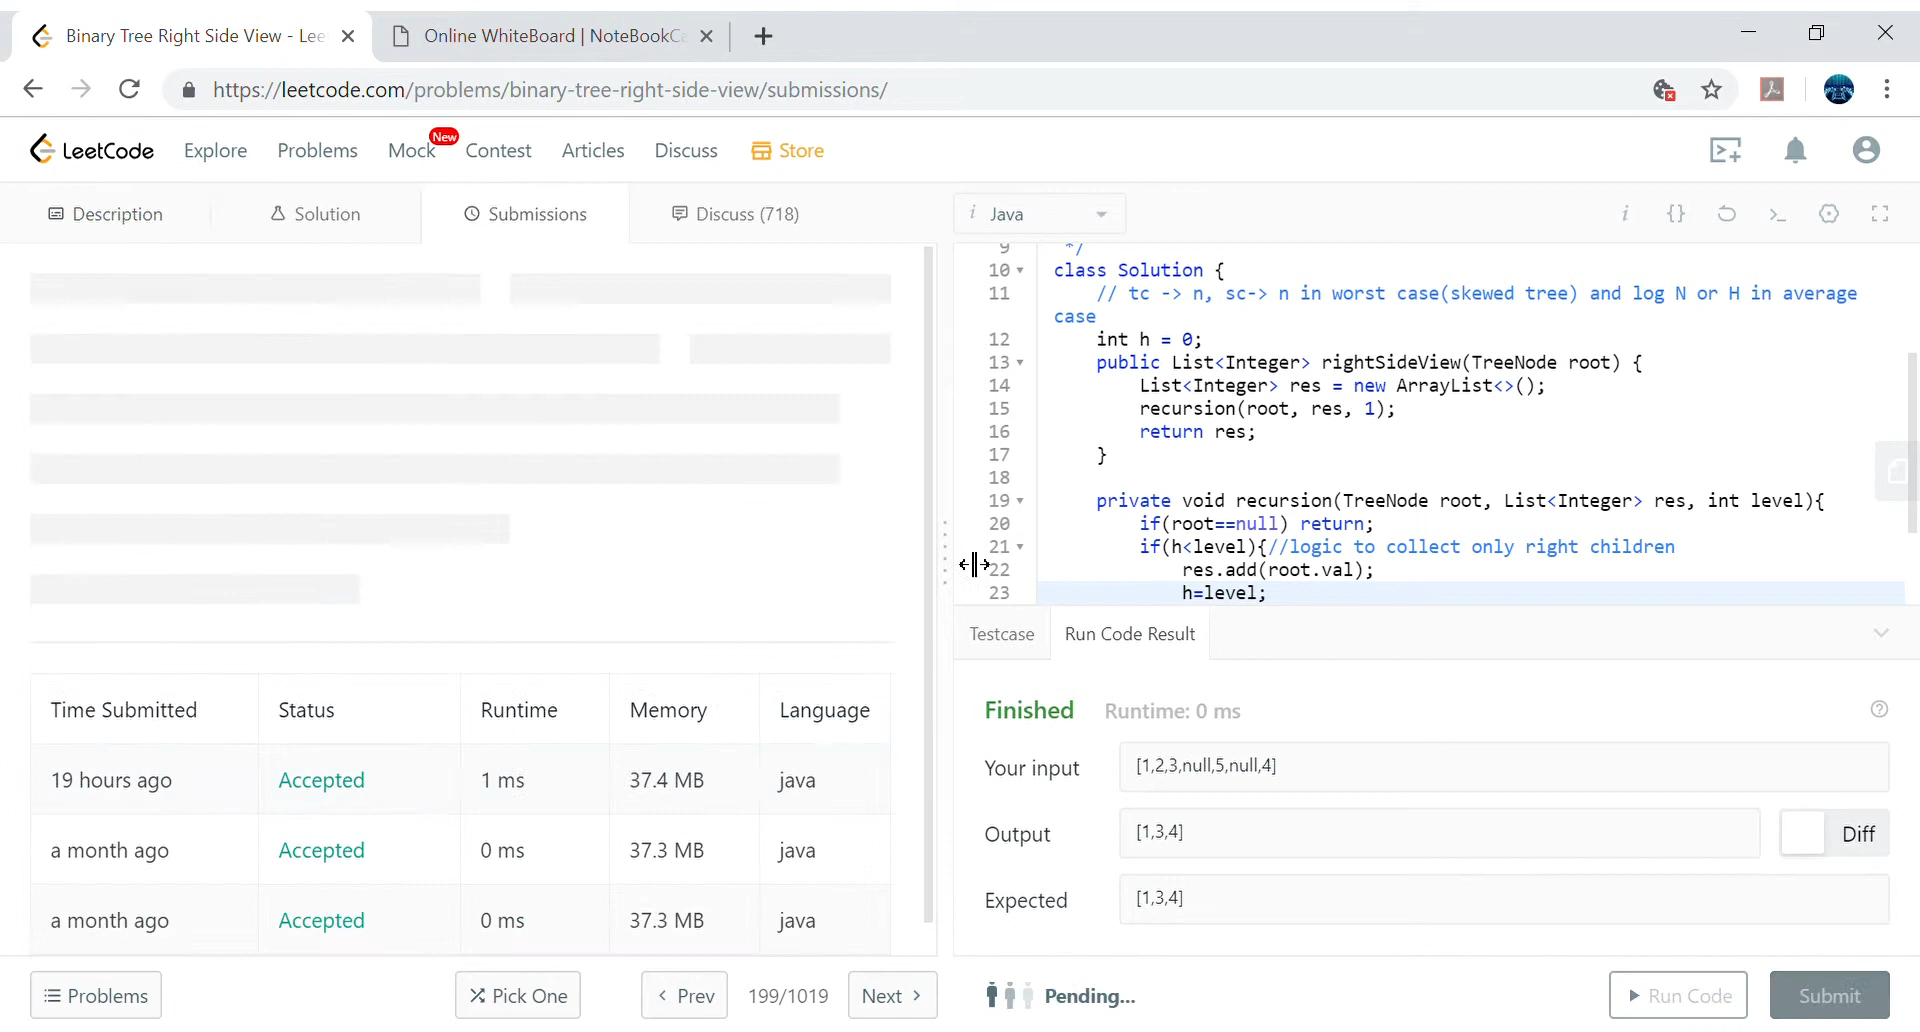 Binary Tree Right Side View - Lee
Online WhiteBoard | NoteBookCa
https://leetcode.com/problems/binary-tree-right-side-view/submissions/
LeetCode
Explore
Problems
Mock
New
Contest
Articles
Discuss
Store
Description
Solution
Submissions
Discuss (718)
i Java
i {} >_
9 */
10 class Solution {
11 // tc -> n, sc-> n in worst case(skewed tree) and log N or H in average
case
12 int h = 0;
13 public List<Integer> rightSideView(TreeNode root) {
14 List<Integer> res = new ArrayList<>();
15 recursion(root, res, 1);
16 return res;
17 }
18
19 private void recursion(TreeNode root, List<Integer> res, int level){
20 if(root==null) return;
21 if(h<level){//logic to collect only right children
22 res.add(root.val);
23 h=level;
Testcase
Run Code Result
Finished Runtime: 0 ms
Your input [1,2,3,null,5,null,4]
Output [1,3,4] Diff
Expected [1,3,4]
Time Submitted Status Runtime Memory Language
19 hours ago Accepted 1 ms 37.4 MB java
a month ago Accepted 0 ms 37.3 MB java
a month ago Accepted 0 ms 37.3 MB java
Problems
Pick One
Prev
199/1019
Next
Pending...
Run Code
Submit